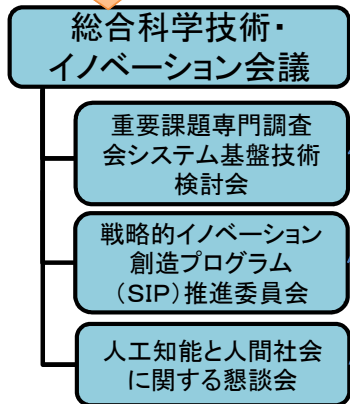 総合科学技術・
イノベーション会議
重要課題専門調査
会システム基盤技術
検討会
戦略的イノベーション
創造プログラム
（SIP）推進委員会
人工知能と人間社会
に関する懇談会